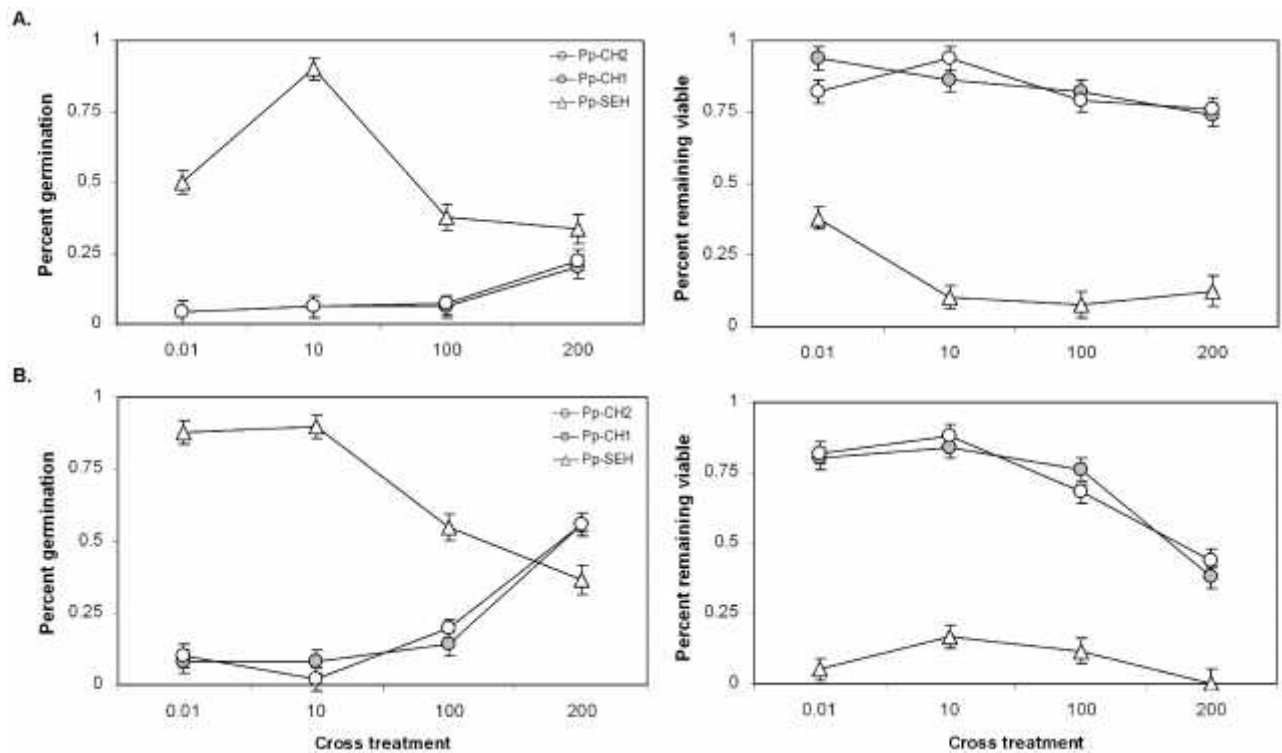 A.
Percent germination
1
0.75
0.5
0.25
0
Pp-CH2
Pp-CH1
Pp-SEH
0.01 10 100 200
Percent remaining viable
1
0.75
0.5
0.25
0
0.01 10 100 200
B.
Percent germination
1
0.75
0.5
0.25
0
Pp-CH2
Pp-CH1
Pp-SEH
0.01 10 100 200
Cross treatment
Percent remaining viable
1
0.75
0.5
0.25
0
0.01 10 100 200
Cross treatment